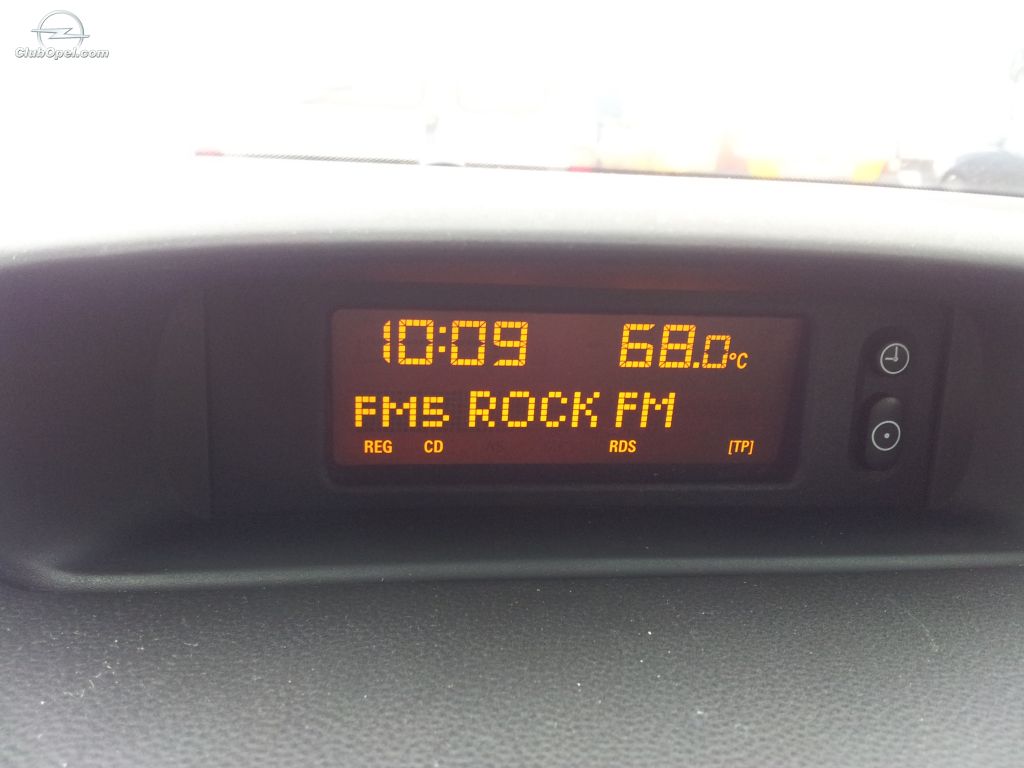 ClubOpel.com
10:09 68.0°C
FM5 ROCK FM
REG CD RDS [TP]